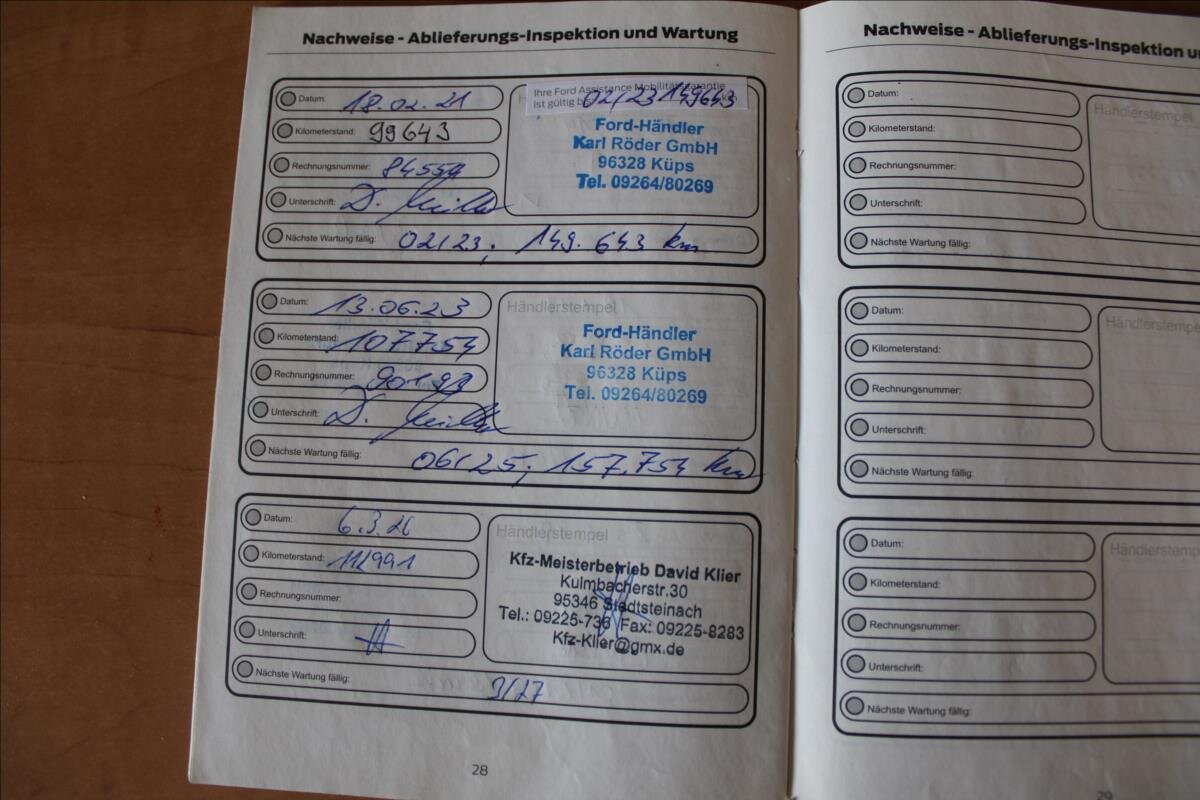 Nachweise - Ablieferungs-Inspektion und Wartung
Datum: 18.02.21
Kilometerstand: 99643
Rechnungsnummer: 84559
Unterschrift: D.
Nächste Wartung fällig: 02/23, 149.643 km
Ihre Ford Assistance Mobilitätsgarantie
ist gültig 02/23 149643
Ford-Händler
Karl Röder GmbH
96328 Küps
Tel. 09264/80269
Datum: 13.06.23
Kilometerstand: 107754
Rechnungsnummer: 90193
Unterschrift: D.
Nächste Wartung fällig: 06/25, 157.754 km
Händlerstempel
Ford-Händler
Karl Röder GmbH
96328 Küps
Tel. 09264/80269
Datum: 6.3.26
Kilometerstand: 111991
Rechnungsnummer:
Unterschrift:
Nächste Wartung fällig: 3/27
Händlerstempel
Kfz-Meisterbetrieb David Klier
Kulmbacherstr.30
95346 Stadtsteinach
Tel.: 09225-736 Fax: 09225-8283
Kfz-Klier@gmx.de
28
Nachweise - Ablieferungs-Inspektion u
Datum:
Kilometerstand:
Rechnungsnummer:
Unterschrift:
Nächste Wartung fällig:
Händlerstempel
Datum:
Kilometerstand:
Rechnungsnummer:
Unterschrift:
Nächste Wartung fällig:
Händlerstempe
Datum:
Kilometerstand:
Rechnungsnummer:
Unterschrift:
Nächste Wartung fällig:
Händlerstempe
29